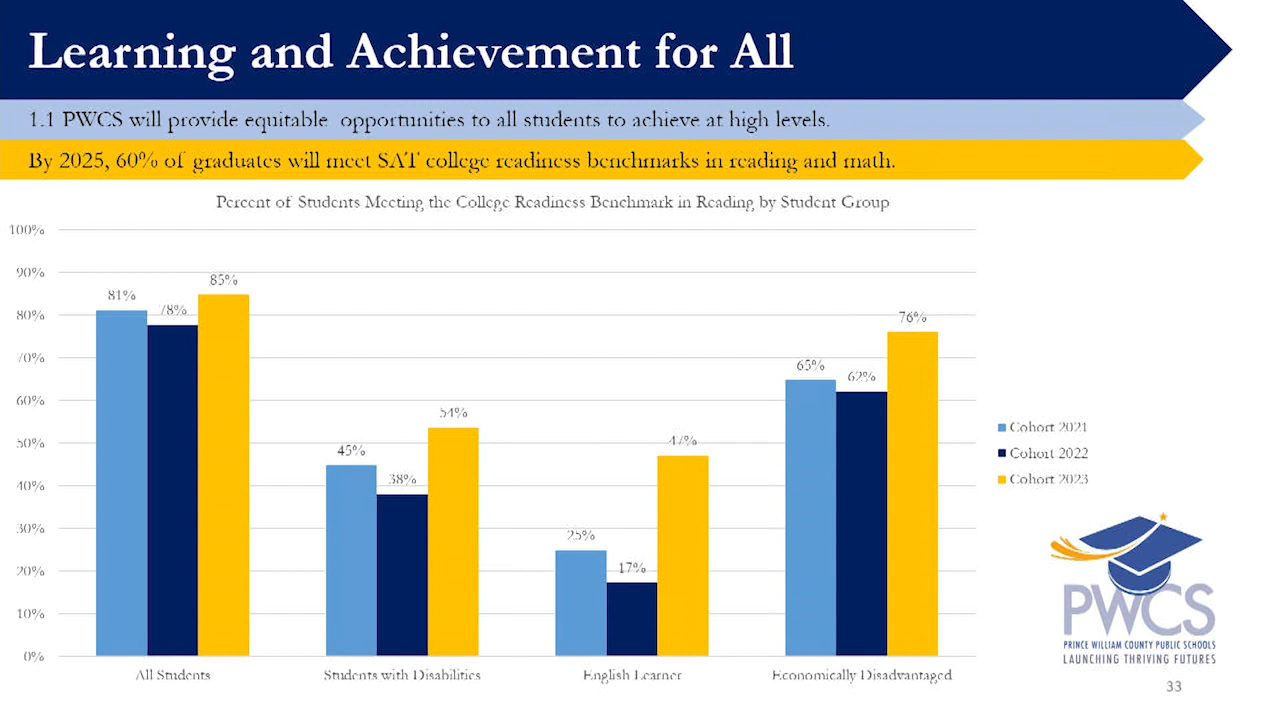 Learning and Achievement for All
1.1 PWCS will provide equitable opportunities to all students to achieve at high levels.
By 2025, 60% of graduates will meet SAT college readiness benchmarks in reading and math.
Percent of Students Meeting the College Readiness Benchmark in Reading by Student Group
100%
90%
80%
70%
60%
50%
40%
30%
20%
10%
0%
81%
78%
85%
45%
38%
54%
25%
17%
47%
65%
62%
76%
All Students
Students with Disabilities
English Learner
Economically Disadvantaged
Cohort 2021
Cohort 2022
Cohort 2023
PWCS
PRINCE WILLIAM COUNTY PUBLIC SCHOOLS
LAUNCHING THRIVING FUTURES
33